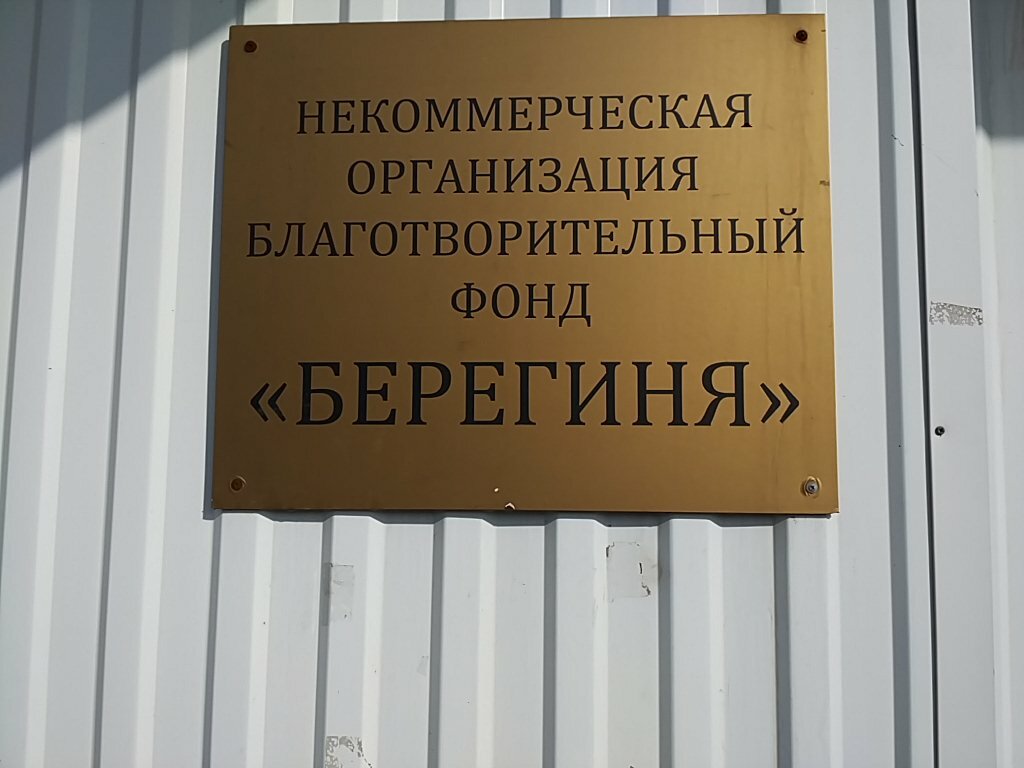 НЕКОММЕРЧЕСКАЯ
ОРГАНИЗАЦИЯ
БЛАГОТВОРИТЕЛЬНЫЙ
ФОНД
«БЕРЕГИНЯ»